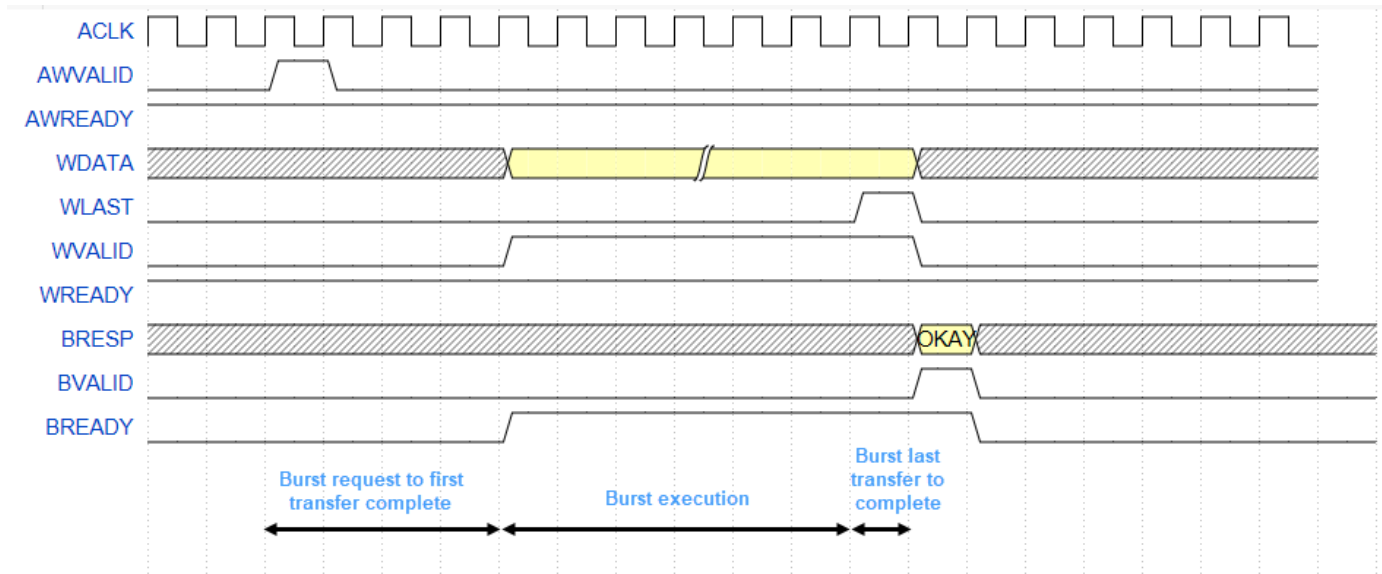 ACLK
AWVALID
AWREADY
WDATA
WLAST
WVALID
WREADY
BRESP
OKAY
BVALID
BREADY
Burst request to first
transfer complete
Burst execution
Burst last
transfer to
complete